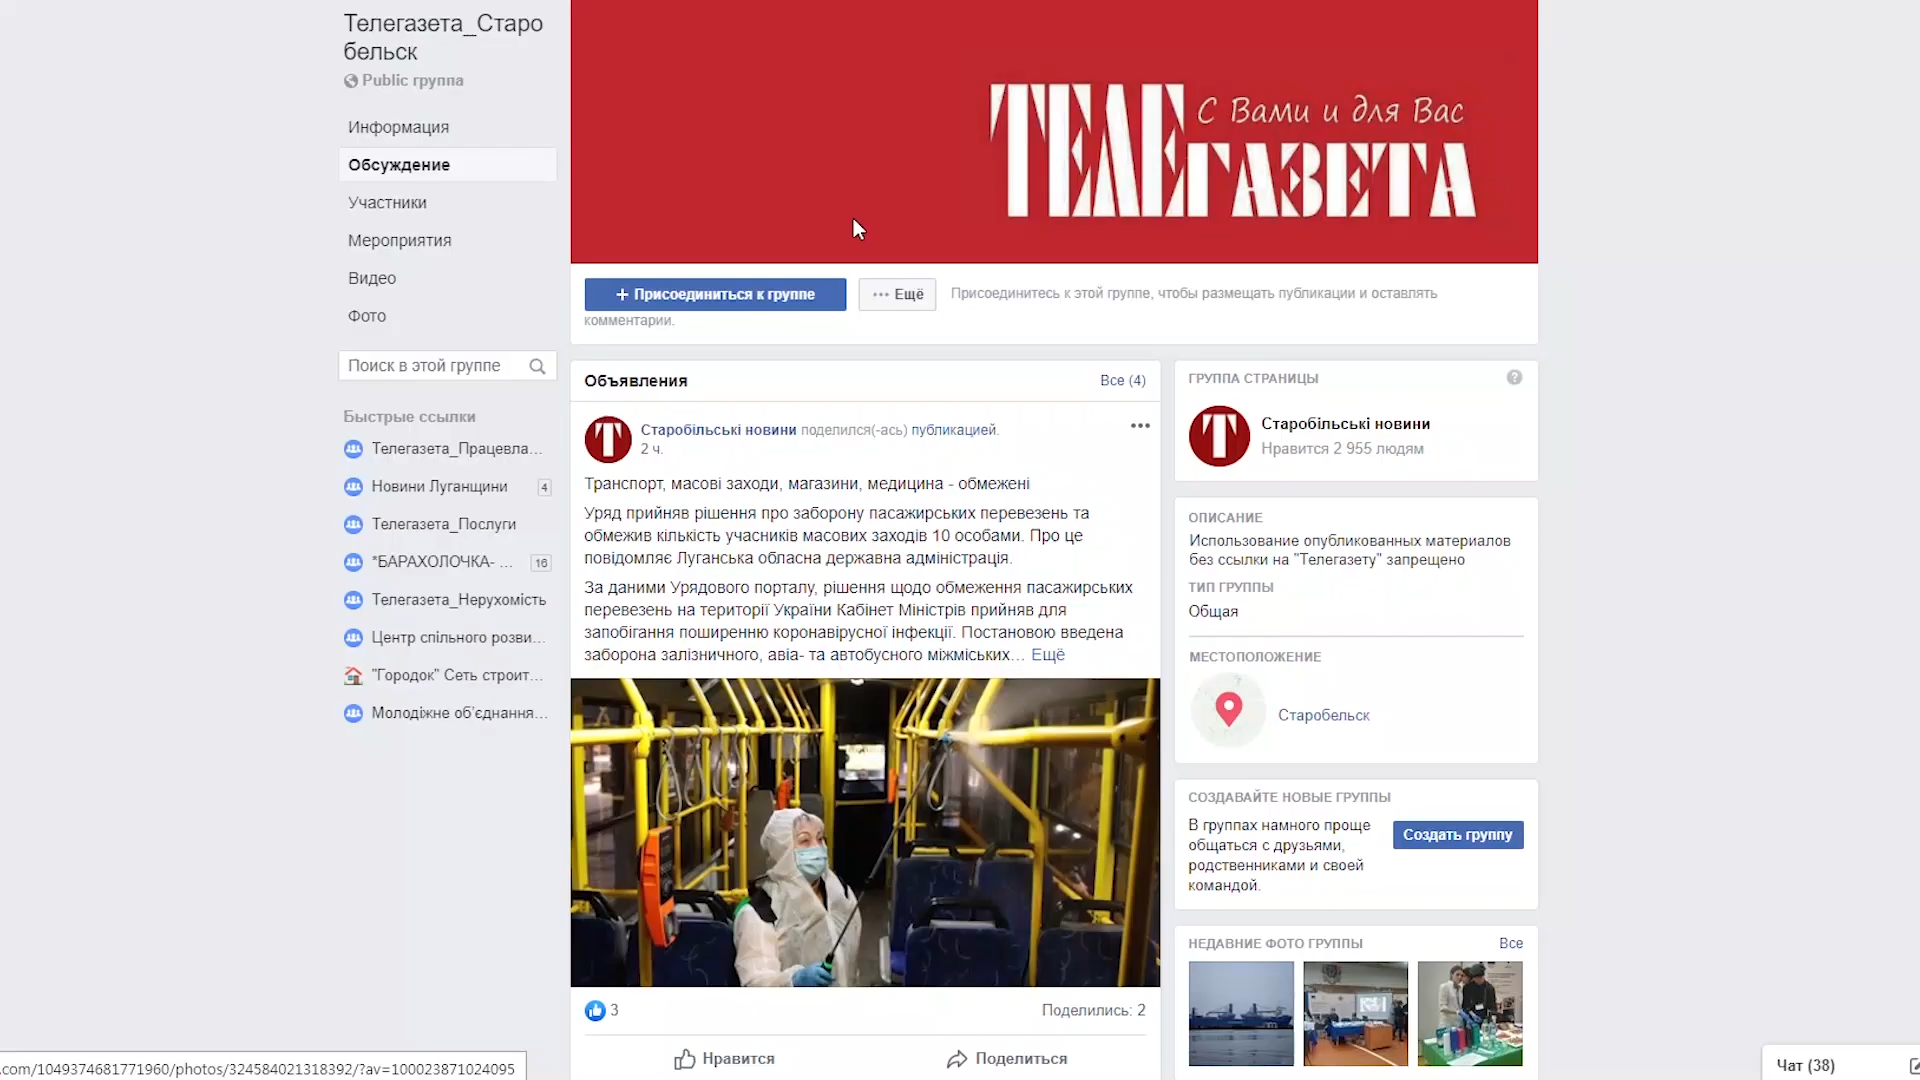 Телегазета_Старо
бельск
Public группа
Информация
Обсуждение
Участники
Мероприятия
Видео
Фото
Поиск в этой группе
Быстрые ссылки
Телегазета_Працевла...
Новини Луганщини 4
Телегазета_Послуги
*БАРАХОЛОЧКА- ... 16
Телегазета_Нерухомість
Центр спільного розви...
"Городок" Сеть строит...
Молодіжне об'єднання...
ТЕЛЕГАЗЕТА
С Вами и для Вас
+ Присоединиться к группе
••• Ещё
Присоединитесь к этой группе, чтобы размещать публикации и оставлять
комментарии.
Объявления
Все (4)
Т
Старобільські новини поделился(-ась) публикацией.
2 ч.
Транспорт, масові заходи, магазини, медицина - обмежені
Уряд прийняв рішення про заборону пасажирських перевезень та
обмежив кількість учасників масових заходів 10 особами. Про це
повідомляє Луганська обласна державна адміністрація.
За даними Урядового порталу, рішення щодо обмеження пасажирських
перевезень на території України Кабінет Міністрів прийняв для
запобігання поширенню коронавірусної інфекції. Постановою введена
заборона залізничного, авіа- та автобусного міжміських... Ещё
3
Поделились: 2
Нравится
Поделиться
ГРУППА СТРАНИЦЫ
?
Т
Старобільські новини
Нравится 2 955 людям
ОПИСАНИЕ
Использование опубликованных материалов
без ссылки на "Телегазету" запрещено
ТИП ГРУППЫ
Общая
МЕСТОПОЛОЖЕНИЕ
Старобельск
СОЗДАВАЙТЕ НОВЫЕ ГРУППЫ
В группах намного проще
общаться с друзьями,
родственниками и своей
командой.
Создать группу
НЕДАВНИЕ ФОТО ГРУППЫ
Все
.com/1049374681771960/photos/324584021318392/?av=100023871024095
Чат (38)